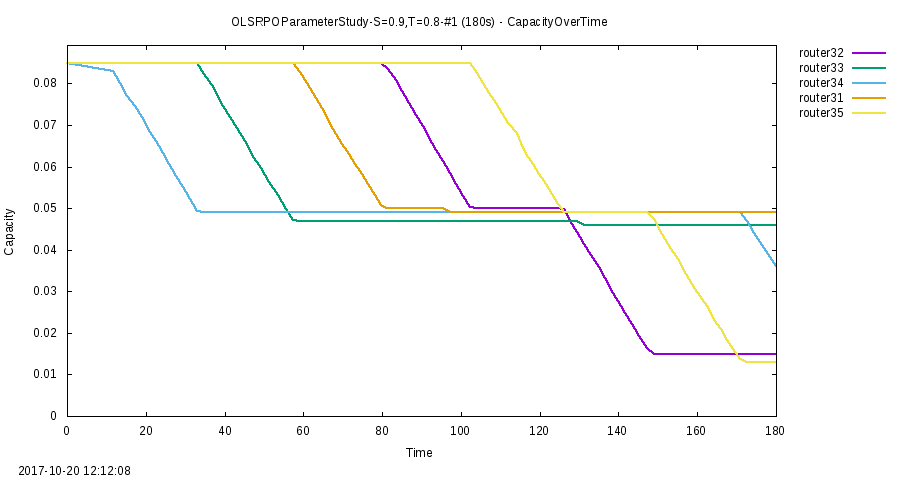 OLSRPOParameterStudy-S=0.9,T=0.8-#1 (180s) - CapacityOverTime
router32
router33
router34
router31
router35
0.08
0.07
0.06
0.05
0.04
0.03
0.02
0.01
0
Capacity
0 20 40 60 80 100 120 140 160 180
Time
2017-10-20 12:12:08